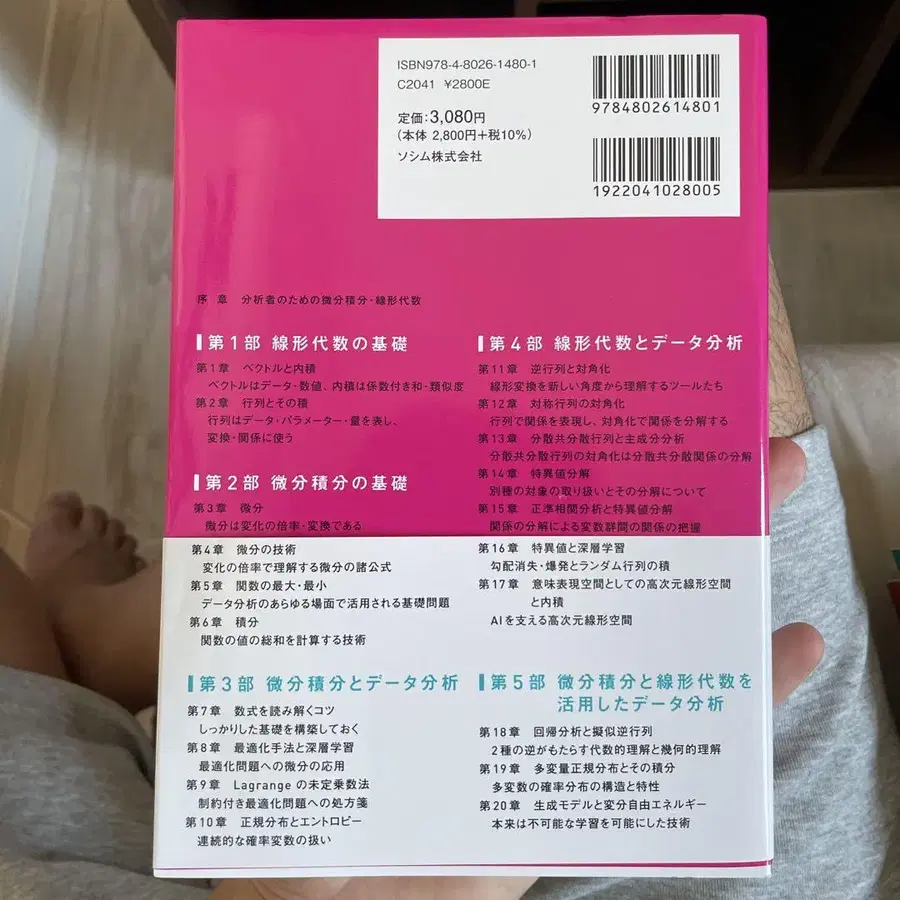 ISBN978-4-8026-1480-1
C2041 ¥2800E
定価:3,080円
(本体 2,800円+税10%)
ソシム株式会社
9784802614801
1922041028005
序 章 分析者のための微分積分・線形代数
第1部 線形代数の基礎
第1章 ベクトルと内積
ベクトルはデータ・数値、内積は係数付き和・類似度
第2章 行列とその積
行列はデータ・パラメーター・量を表し、
変換・関係に使う
第2部 微分積分の基礎
第3章 微分
微分は変化の倍率・変換である
第4章 微分の技術
変化の倍率で理解する微分の諸公式
第5章 関数の最大・最小
データ分析のあらゆる場面で活用される基礎問題
第6章 積分
関数の値の総和を計算する技術
第3部 微分積分とデータ分析
第7章 数式を読み解くコツ
しっかりした基礎を構築しておく
第8章 最適化手法と深層学習
最適化問題への微分の応用
第9章 Lagrange の未定乗数法
制約付き最適化問題への処方箋
第10章 正規分布とエントロピー
連続的な確率変数の扱い
第4部 線形代数とデータ分析
第11章 逆行列と対角化
線形変換を新しい角度から理解するツールたち
第12章 対称行列の対角化
行列で関係を表現し、対角化で関係を分解する
第13章 分散共分散行列と主成分分析
分散共分散行列の対角化は分散共分散関係の分解
第14章 特異値分解
別種の対象の取り扱いとその分解について
第15章 正準相関分析と特異値分解
関係の分解による変数群間の関係の把握
第16章 特異値と深層学習
勾配消失・爆発とランダム行列の積
第17章 意味表現空間としての高次元線形空間
と内積
AIを支える高次元線形空間
第5部 微分積分と線形代数を
活用したデータ分析
第18章 回帰分析と擬似逆行列
2種の逆がもたらす代数的理解と幾何的理解
第19章 多変量正規分布とその積分
多変数の確率分布の構造と特性
第20章 生成モデルと変分自由エネルギー
本来は不可能な学習を可能にした技術